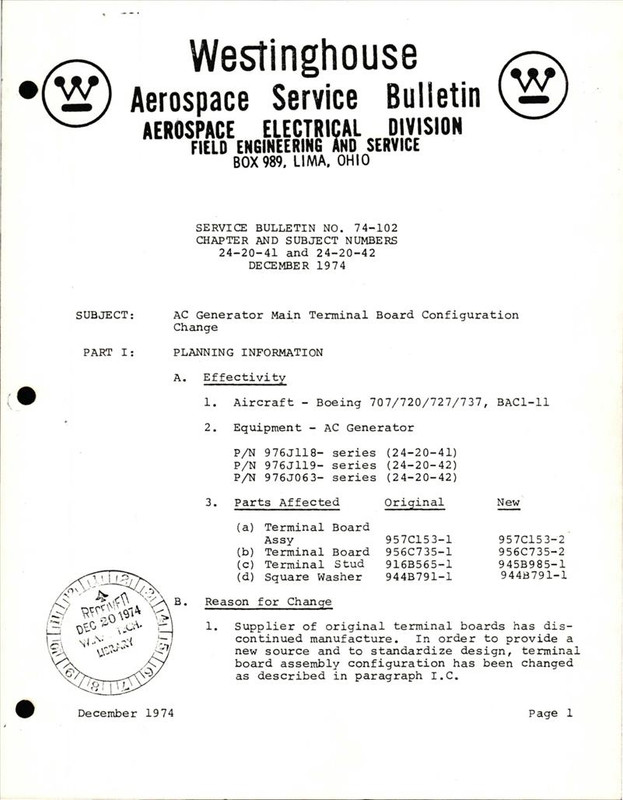 Westinghouse
Aerospace Service Bulletin
AEROSPACE ELECTRICAL DIVISION
FIELD ENGINEERING AND SERVICE
BOX 989, LIMA, OHIO
SERVICE BULLETIN NO. 74-102
CHAPTER AND SUBJECT NUMBERS
24-20-41 and 24-20-42
DECEMBER 1974
SUBJECT: AC Generator Main Terminal Board Configuration
Change
PART I: PLANNING INFORMATION
A. Effectivity
1. Aircraft - Boeing 707/720/727/737, BAC1-11
2. Equipment - AC Generator
P/N 976J118- series (24-20-41)
P/N 976J119- series (24-20-42)
P/N 976J063- series (24-20-42)
3. Parts Affected Original New
(a) Terminal Board
Assy 957C153-1 957C153-2
(b) Terminal Board 956C735-1 956C735-2
(c) Terminal Stud 916B565-1 945B985-1
(d) Square Washer 944B791-1 944B791-1
B. Reason for Change
1. Supplier of original terminal boards has dis-
continued manufacture. In order to provide a
new source and to standardize design, terminal
board assembly configuration has been changed
as described in paragraph I.C.
RECEIVED
DEC 20 1974
LIBRARY
December 1974 Page 1